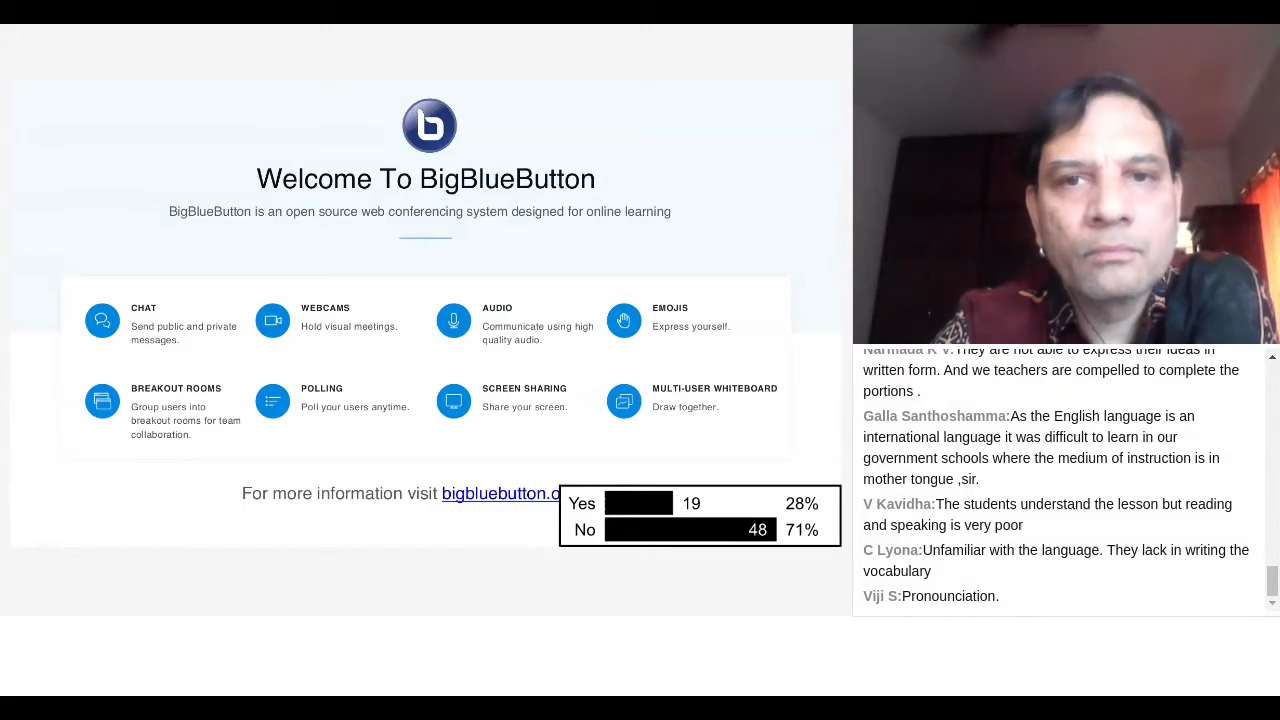 Welcome To BigBlueButton
BigBlueButton is an open source web conferencing system designed for online learning
CHAT
Send public and private
messages.
WEBCAMS
Hold visual meetings.
AUDIO
Communicate using high
quality audio.
EMOJIS
Express yourself.
BREAKOUT ROOMS
Group users into
breakout rooms for team
collaboration.
POLLING
Poll your users anytime.
SCREEN SHARING
Share your screen.
MULTI-USER WHITEBOARD
Draw together.
For more information visit bigbluebutton.o
Yes 19 28%
No 48 71%
Narmada K V:They are not able to express their ideas in
written form. And we teachers are compelled to complete the
portions .
Galla Santhoshamma:As the English language is an
international language it was difficult to learn in our
government schools where the medium of instruction is in
mother tongue ,sir.
V Kavidha:The students understand the lesson but reading
and speaking is very poor
C Lyona:Unfamiliar with the language. They lack in writing the
vocabulary
Viji S:Pronounciation.